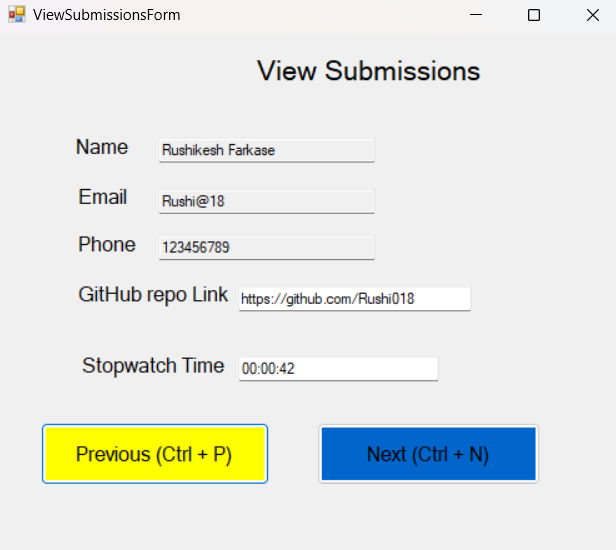 ViewSubmissionsForm
View Submissions
Name Rushikesh Farkase
Email Rushi@18
Phone 123456789
GitHub repo Link https://github.com/Rushi018
Stopwatch Time 00:00:42
Previous (Ctrl + P) Next (Ctrl + N)